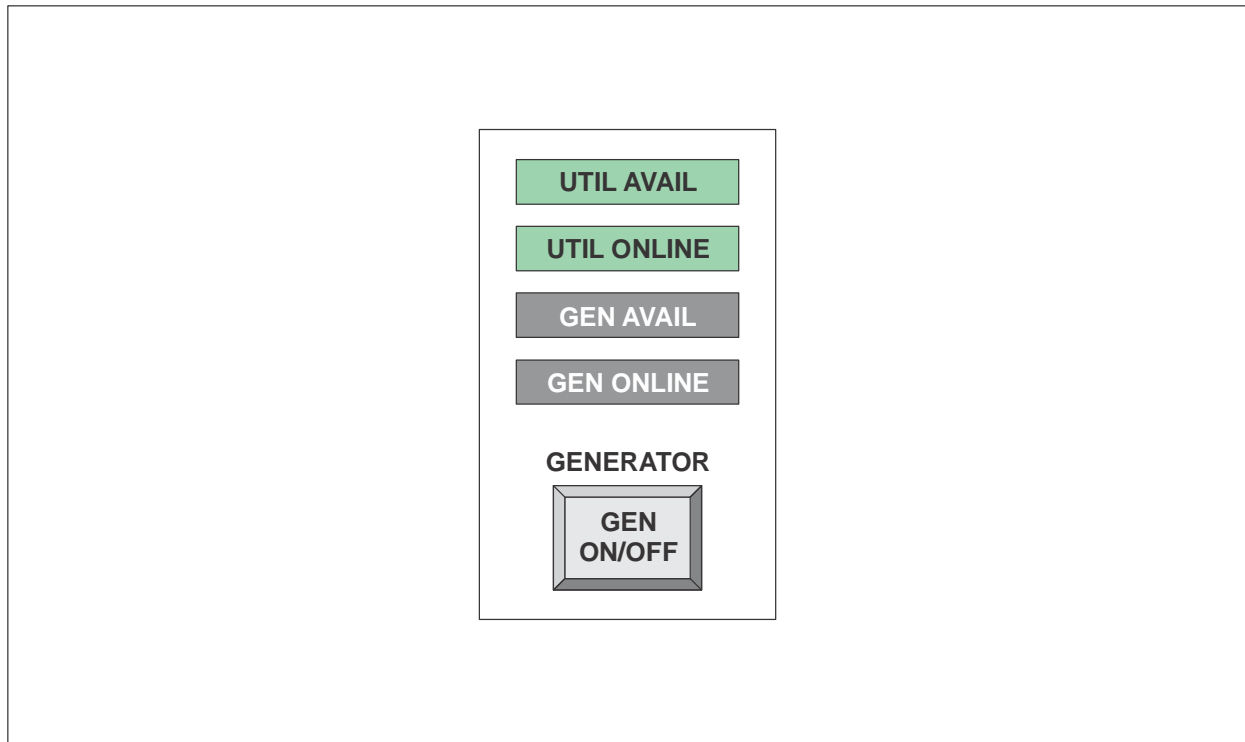 UTIL AVAIL
UTIL ONLINE
GEN AVAIL
GEN ONLINE
GENERATOR
GEN
ON/OFF